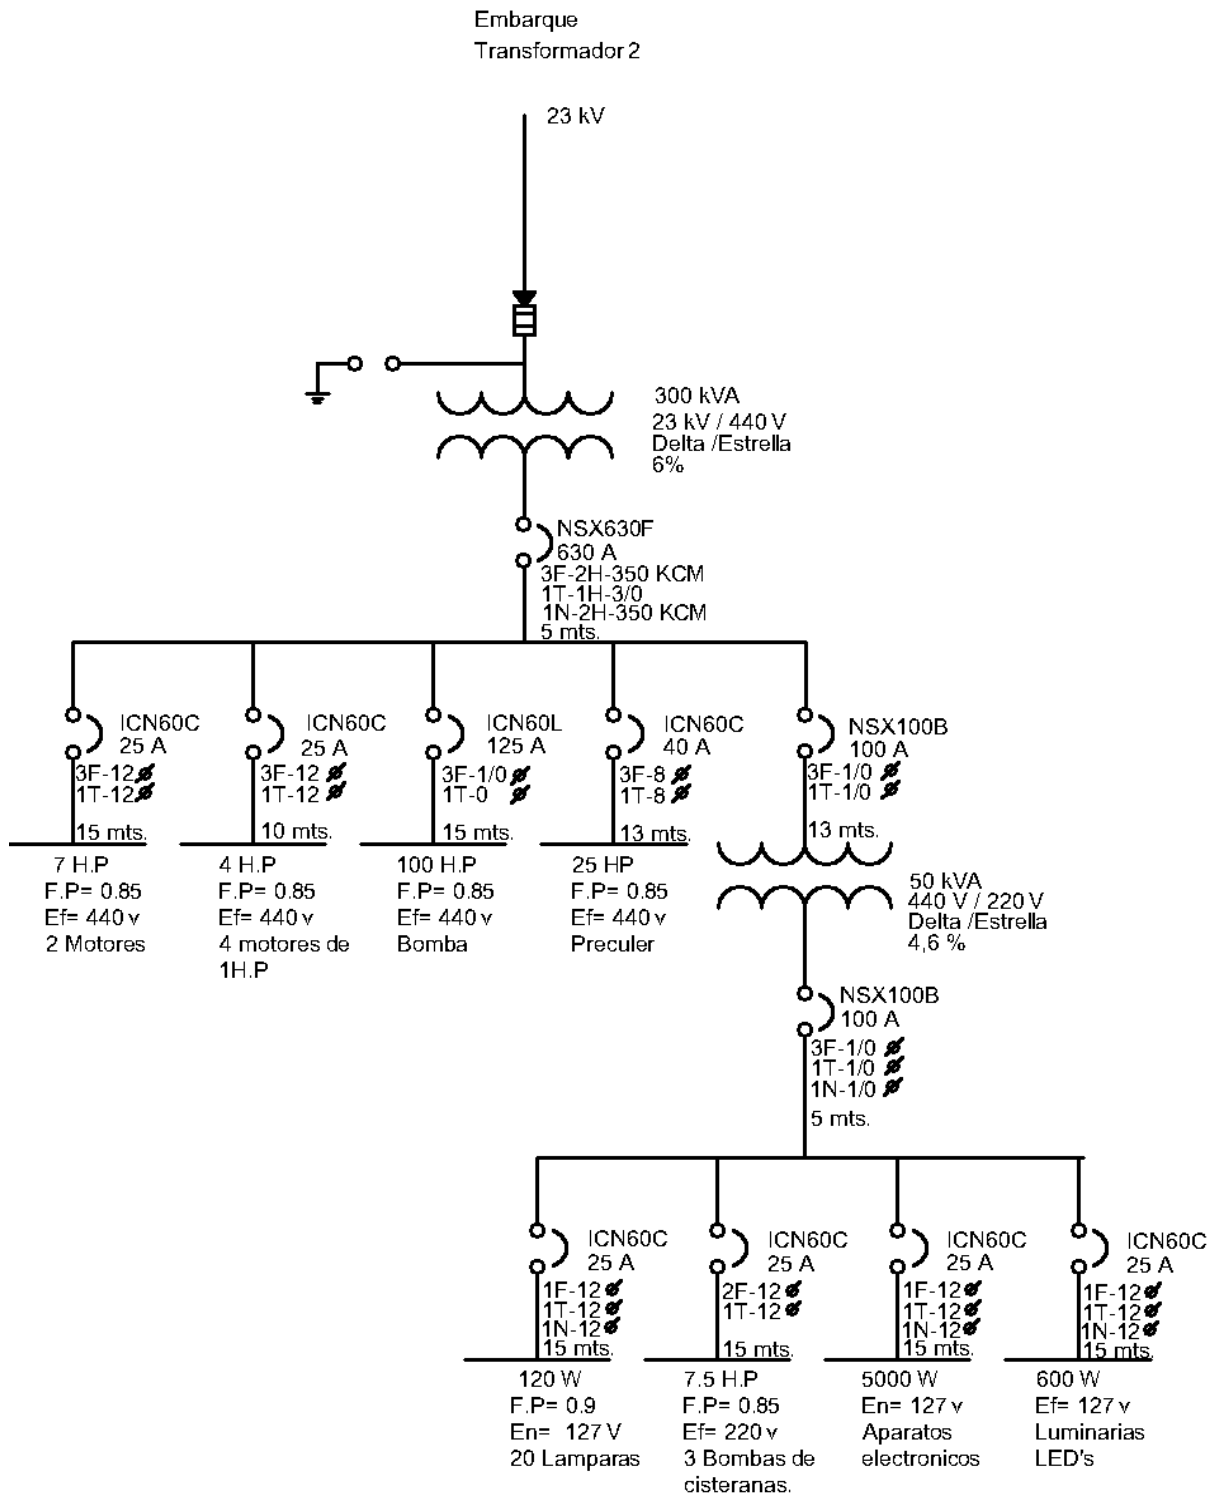 Embarque
Transformador 2
23 kV
300 kVA
23 kV / 440 V
Delta /Estrella
6%
NSX630F
630 A
3F-2H-350 KCM
1T-1H-3/0
1N-2H-350 KCM
5 mts.
ICN60C
25 A
3F-12
1T-12
15 mts.
7 H.P
F.P= 0.85
Ef= 440 v
2 Motores
ICN60C
25 A
3F-12
1T-12
10 mts.
4 H.P
F.P= 0.85
Ef= 440 v
4 motores de
1H.P
ICN60L
125 A
3F-1/0
1T-0
15 mts.
100 H.P
F.P= 0.85
Ef= 440 v
Bomba
ICN60C
40 A
3F-8
1T-8
13 mts.
25 HP
F.P= 0.85
Ef= 440 v
Preculer
NSX100B
100 A
3F-1/0
1T-1/0
13 mts.
50 kVA
440 V / 220 V
Delta /Estrella
4,6 %
NSX100B
100 A
3F-1/0
1T-1/0
1N-1/0
5 mts.
ICN60C
25 A
1F-12
1T-12
1N-12
15 mts.
120 W
F.P= 0.9
En= 127 V
20 Lamparas
ICN60C
25 A
2F-12
1T-12
15 mts.
7.5 H.P
F.P= 0.85
Ef= 220 v
3 Bombas de
cisteranas.
ICN60C
25 A
1F-12
1T-12
1N-12
15 mts.
5000 W
En= 127 v
Aparatos
electronicos
ICN60C
25 A
1F-12
1T-12
1N-12
15 mts.
600 W
Ef= 127 v
Luminarias
LED's